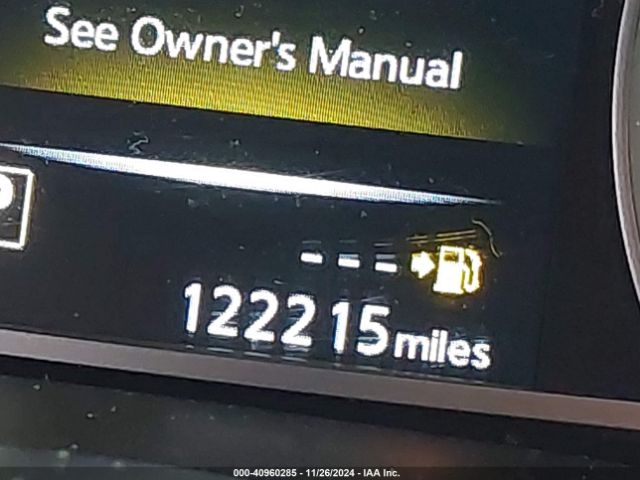 See Owner's Manual
P
- - -
122215 miles
000-40960285 - 11/26/2024 - IAA Inc.